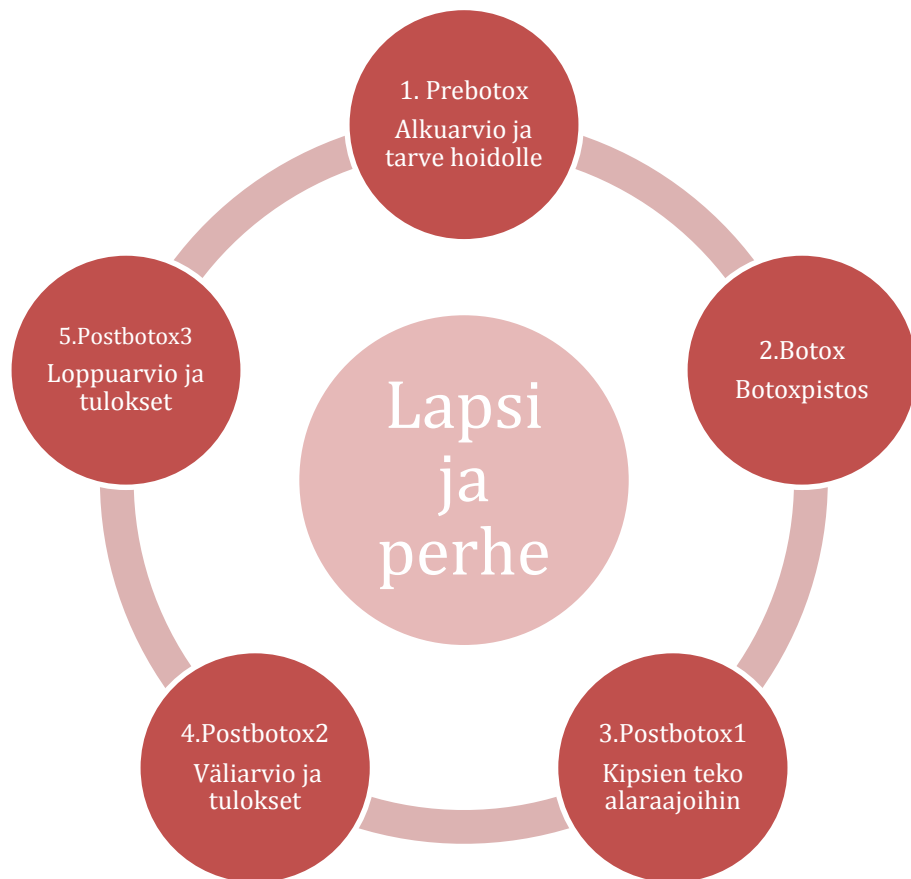 1. Prebotox
Alkuarvio ja
tarve hoidolle
2.Botox
Botoxpistos
3.Postbotox1
Kipsien teko
alaraajoihin
4.Postbotox2
Väliarvio ja
tulokset
5.Postbotox3
Loppuarvio ja
tulokset
Lapsi
ja
perhe